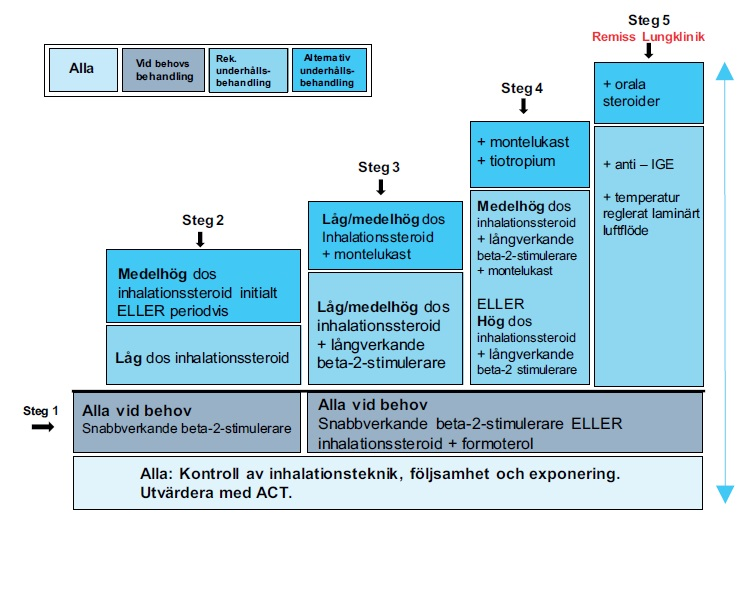 Steg 5
Remiss Lungklinik
Alla
Vid behovs
behandling
Rek.
underhålls-
behandling
Alternativ
underhålls-
behandling
Steg 4
+ orala
steroider
+ montelukast
+ tiotropium
+ anti – IGE
+ temperatur
reglerat laminärt
luftflöde
Steg 3
Medelhög dos
inhalationssteroid
+ långverkande
beta-2-stimulerare
+ montelukast
ELLER
Hög dos
inhalationssteroid
+ långverkande
beta-2 stimulerare
Låg/medelhög dos
Inhalationssteroid
+ montelukast
Låg/medelhög dos
inhalationssteroid
+ långverkande
beta-2-stimulerare
Steg 2
Medelhög dos
inhalationssteroid initialt
ELLER periodvis
Låg dos inhalationssteroid
Steg 1
Alla vid behov
Snabbverkande beta-2-stimulerare
Alla vid behov
Snabbverkande beta-2-stimulerare ELLER
inhalationssteroid + formoterol
Alla: Kontroll av inhalationsteknik, följsamhet och exponering.
Utvärdera med ACT.